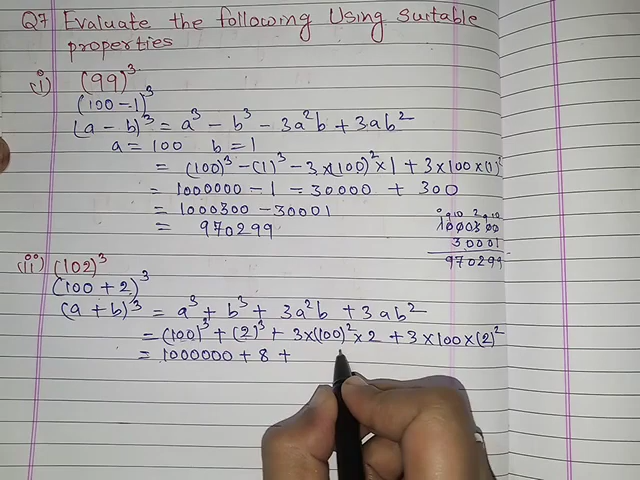 Q7 Evaluate the following Using Suitable
properties
(i) (99)³
(100-1)³
(a-b)³ = a³ - b³ - 3a²b + 3ab²
a = 100 b = 1
= (100)³ - (1)³ - 3×(100)²×1 + 3×100×(1)²
= 1000000 - 1 - 30000 + 300
= 1000300 - 30001
= 970299
1000300
30001
970299
(ii) (102)³
(100+2)³
(a+b)³ = a³ + b³ + 3a²b + 3ab²
= (100)³ + (2)³ + 3×(100)²×2 + 3×100×(2)²
= 1000000 + 8 +